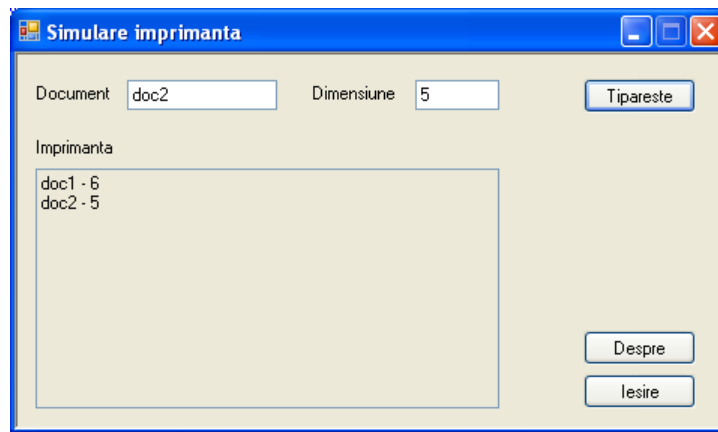 Simulare imprimanta
Document doc2 Dimensiune 5 Tipareste
Imprimanta
doc1 - 6
doc2 - 5
Despre
Iesire